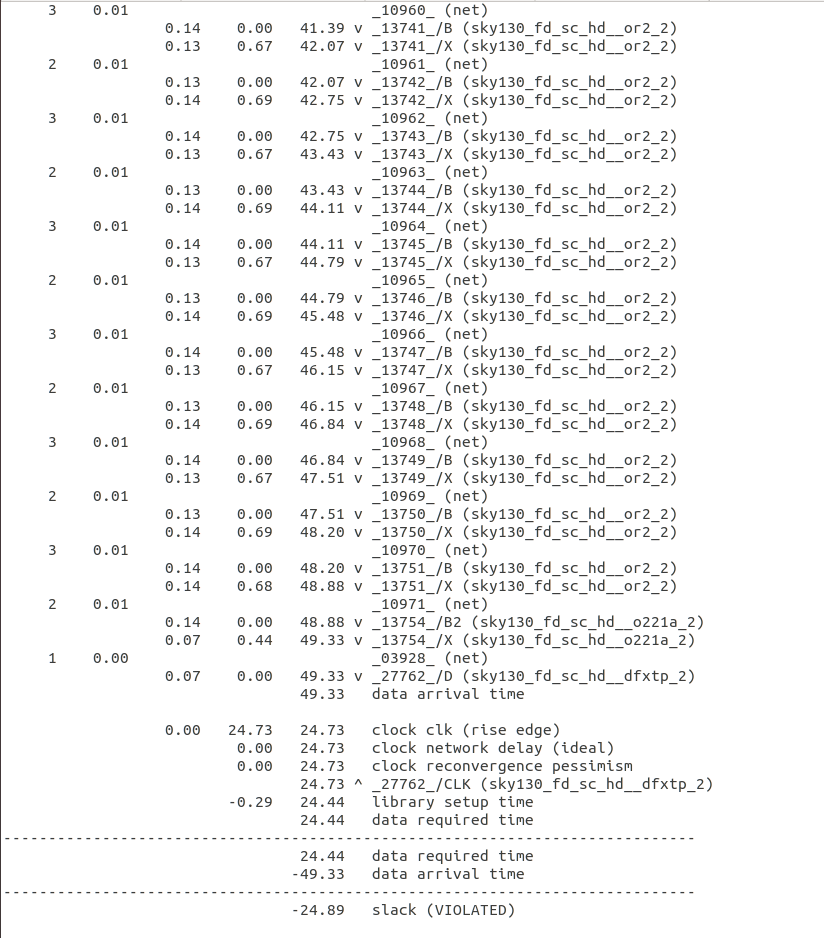 3 0.01 _10960_ (net)
0.14 0.00 41.39 v _13741_/B (sky130_fd_sc_hd__or2_2)
0.13 0.67 42.07 v _13741_/X (sky130_fd_sc_hd__or2_2)
2 0.01 _10961_ (net)
0.13 0.00 42.07 v _13742_/B (sky130_fd_sc_hd__or2_2)
0.14 0.69 42.75 v _13742_/X (sky130_fd_sc_hd__or2_2)
3 0.01 _10962_ (net)
0.14 0.00 42.75 v _13743_/B (sky130_fd_sc_hd__or2_2)
0.13 0.67 43.43 v _13743_/X (sky130_fd_sc_hd__or2_2)
2 0.01 _10963_ (net)
0.13 0.00 43.43 v _13744_/B (sky130_fd_sc_hd__or2_2)
0.14 0.69 44.11 v _13744_/X (sky130_fd_sc_hd__or2_2)
3 0.01 _10964_ (net)
0.14 0.00 44.11 v _13745_/B (sky130_fd_sc_hd__or2_2)
0.13 0.67 44.79 v _13745_/X (sky130_fd_sc_hd__or2_2)
2 0.01 _10965_ (net)
0.13 0.00 44.79 v _13746_/B (sky130_fd_sc_hd__or2_2)
0.14 0.69 45.48 v _13746_/X (sky130_fd_sc_hd__or2_2)
3 0.01 _10966_ (net)
0.14 0.00 45.48 v _13747_/B (sky130_fd_sc_hd__or2_2)
0.13 0.67 46.15 v _13747_/X (sky130_fd_sc_hd__or2_2)
2 0.01 _10967_ (net)
0.13 0.00 46.15 v _13748_/B (sky130_fd_sc_hd__or2_2)
0.14 0.69 46.84 v _13748_/X (sky130_fd_sc_hd__or2_2)
3 0.01 _10968_ (net)
0.14 0.00 46.84 v _13749_/B (sky130_fd_sc_hd__or2_2)
0.13 0.67 47.51 v _13749_/X (sky130_fd_sc_hd__or2_2)
2 0.01 _10969_ (net)
0.13 0.00 47.51 v _13750_/B (sky130_fd_sc_hd__or2_2)
0.14 0.69 48.20 v _13750_/X (sky130_fd_sc_hd__or2_2)
3 0.01 _10970_ (net)
0.14 0.00 48.20 v _13751_/B (sky130_fd_sc_hd__or2_2)
0.14 0.68 48.88 v _13751_/X (sky130_fd_sc_hd__or2_2)
2 0.01 _10971_ (net)
0.14 0.00 48.88 v _13754_/B2 (sky130_fd_sc_hd__o221a_2)
0.07 0.44 49.33 v _13754_/X (sky130_fd_sc_hd__o221a_2)
1 0.00 _03928_ (net)
0.07 0.00 49.33 v _27762_/D (sky130_fd_sc_hd__dfxtp_2)
49.33 data arrival time
0.00 24.73 24.73 clock clk (rise edge)
0.00 24.73 clock network delay (ideal)
0.00 24.73 clock reconvergence pessimism
24.73 ^ _27762_/CLK (sky130_fd_sc_hd__dfxtp_2)
-0.29 24.44 library setup time
24.44 data required time
-----------------------------------------------------------------------------
24.44 data required time
-49.33 data arrival time
-----------------------------------------------------------------------------
-24.89 slack (VIOLATED)